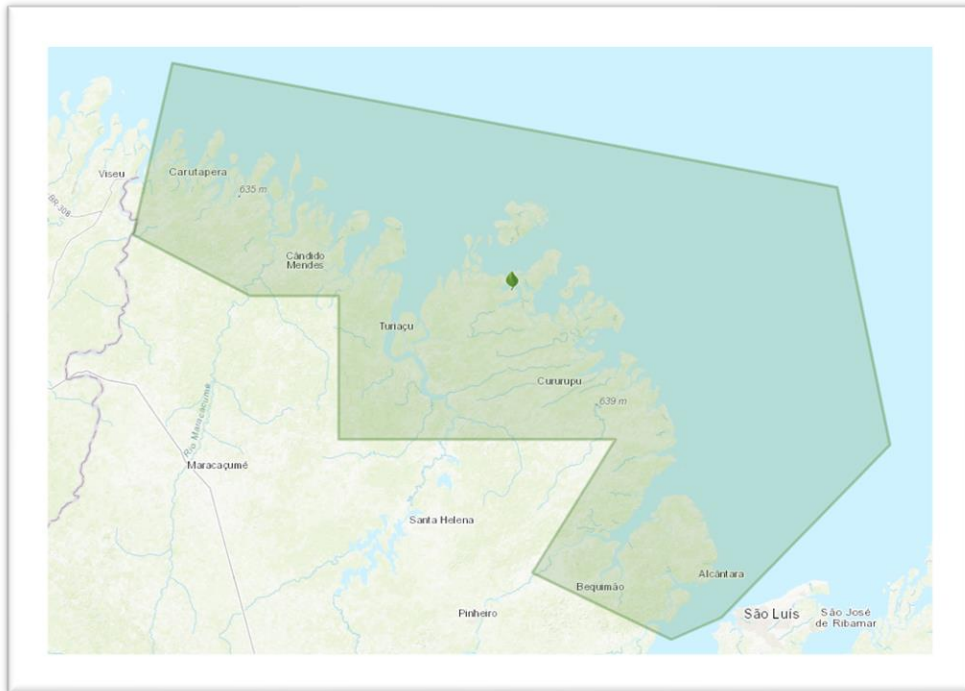 Viseu
Carutapera
635 m
BR 308
Cândido
Mendes
Turiaçu
Cururupu
639 m
Rio Maracaçumé
Maracaçumé
Santa Helena
Alcântara
Bequimão
Pinheiro
São Luís
São José
de Ribamar